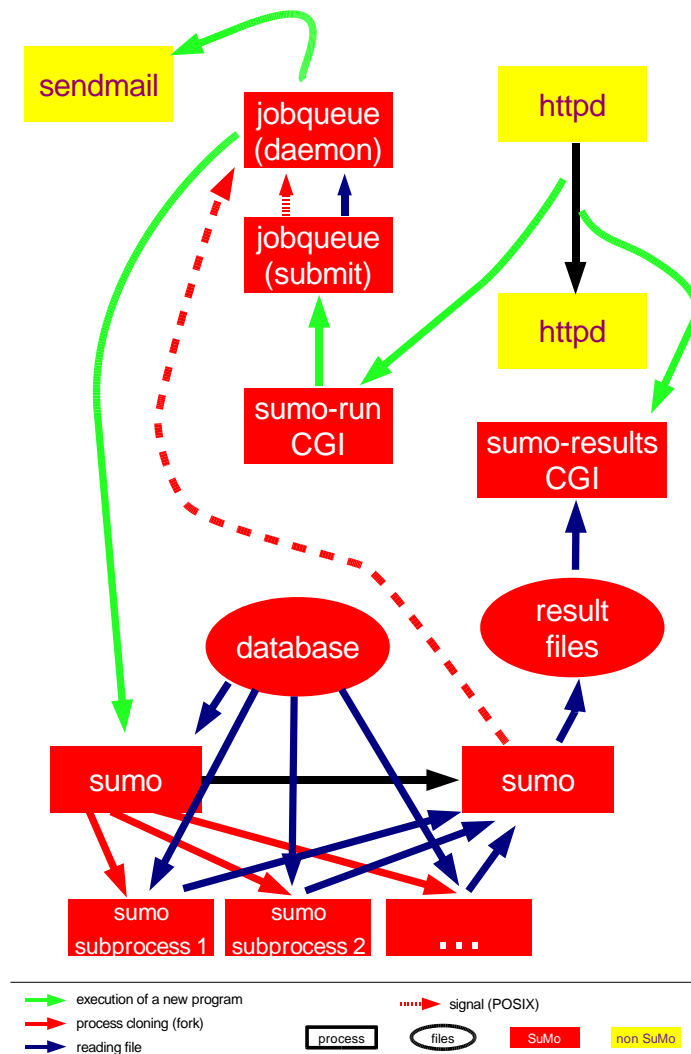 sendmail
httpd
jobqueue
(daemon)
jobqueue
(submit)
httpd
sumo-run
CGI
sumo-results
CGI
result
files
database
sumo
sumo
sumo
subprocess 1
sumo
subprocess 2
...
execution of a new program
signal (POSIX)
process cloning (fork)
reading file
process
files
SuMo
non SuMo